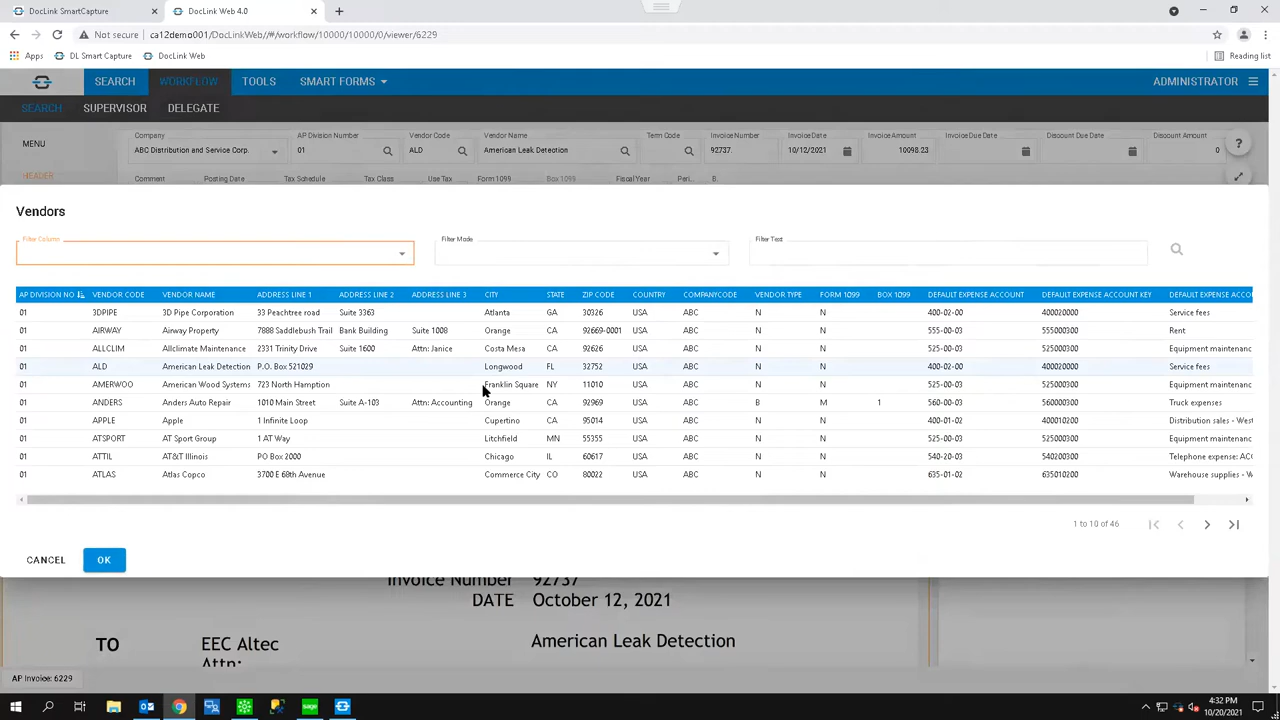 DocLink SmartCapture DocLink Web 4.0
Not secure ca12demo001/DocLinkWeb/#/workflow/10000/10000/0/viewer/6229
Apps DL Smart Capture DocLink Web Reading list
SEARCH WORKFLOW TOOLS SMART FORMS ADMINISTRATOR
SEARCH SUPERVISOR DELEGATE
Company AP Division Number Vendor Code Vendor Name Term Code InvoiceNumber InvoiceDate InvoiceAmount InvoiceDue Date Discount Due Date Discount Amount
MENU ABC Distribution and Service Corp. 01 ALD American Leak Detection 92737. 10/12/2021 10098.23 0 ?
HEADER Comment Posting Date Tax Schedule Tax Class Use Tax Form 1099 Box 1099 Fiscal Year Peri... B.
Vendors
Filter Column Filter Mode Filter Text
AP DIVISION NO VENDOR CODE VENDOR NAME ADDRESS LINE 1 ADDRESS LINE 2 ADDRESS LINE 3 CITY STATE ZIP CODE COUNTRY COMPANYCODE VENDOR TYPE FORM 1099 BOX 1099 DEFAULT EXPENSE ACCOUNT DEFAULT EXPENSE ACCOUNT KEY DEFAULT EXPENSE ACCOU
01 3DPIPE 3D Pipe Corporation 33 Peachtree road Suite 3363 Atlanta GA 30326 USA ABC N N 400-02-00 400020000 Service fees
01 AIRWAY Airway Property 7888 Saddlebush Trail Bank Building Suite 1008 Orange CA 92669-0001 USA ABC N N 555-00-03 555000300 Rent
01 ALLCLIM Allclimate Maintenance 2331 Trinity Drive Suite 1600 Attn: Janice Costa Mesa CA 92626 USA ABC N N 525-00-03 525000300 Equipment maintenanc
01 ALD American Leak Detection P.O. Box 521029 Longwood FL 32752 USA ABC N N 400-02-00 400020000 Service fees
01 AMERWOO American Wood Systems 723 North Hampton Franklin Square NY 11010 USA ABC N N 525-00-03 525000300 Equipment maintenanc
01 ANDERS Anders Auto Repair 1010 Main Street Suite A-103 Attn: Accounting Orange CA 92969 USA ABC B M 1 560-00-03 560000300 Truck expenses
01 APPLE Apple 1 Infinite Loop Cupertino CA 95014 USA ABC N N 400-01-02 400010200 Distribution sales - West
01 ATSPORT AT Sport Group 1 AT Way Litchfield MN 55355 USA ABC N N 525-00-03 525000300 Equipment maintenanc
01 ATTIL AT&T Illinois PO Box 2000 Chicago IL 60617 USA ABC N N 540-20-03 540200300 Telephone expense: ACC
01 ATLAS Atlas Copco 3700 E 68th Avenue Commerce City CO 80022 USA ABC N N 635-01-02 635010200 Warehouse supplies - W
1 to 10 of 46
CANCEL OK
Invoice Number 92737
DATE October 12, 2021
TO EEC Altec American Leak Detection
Attn:
AP Invoice: 6229
sage 4:32 PM
10/20/2021